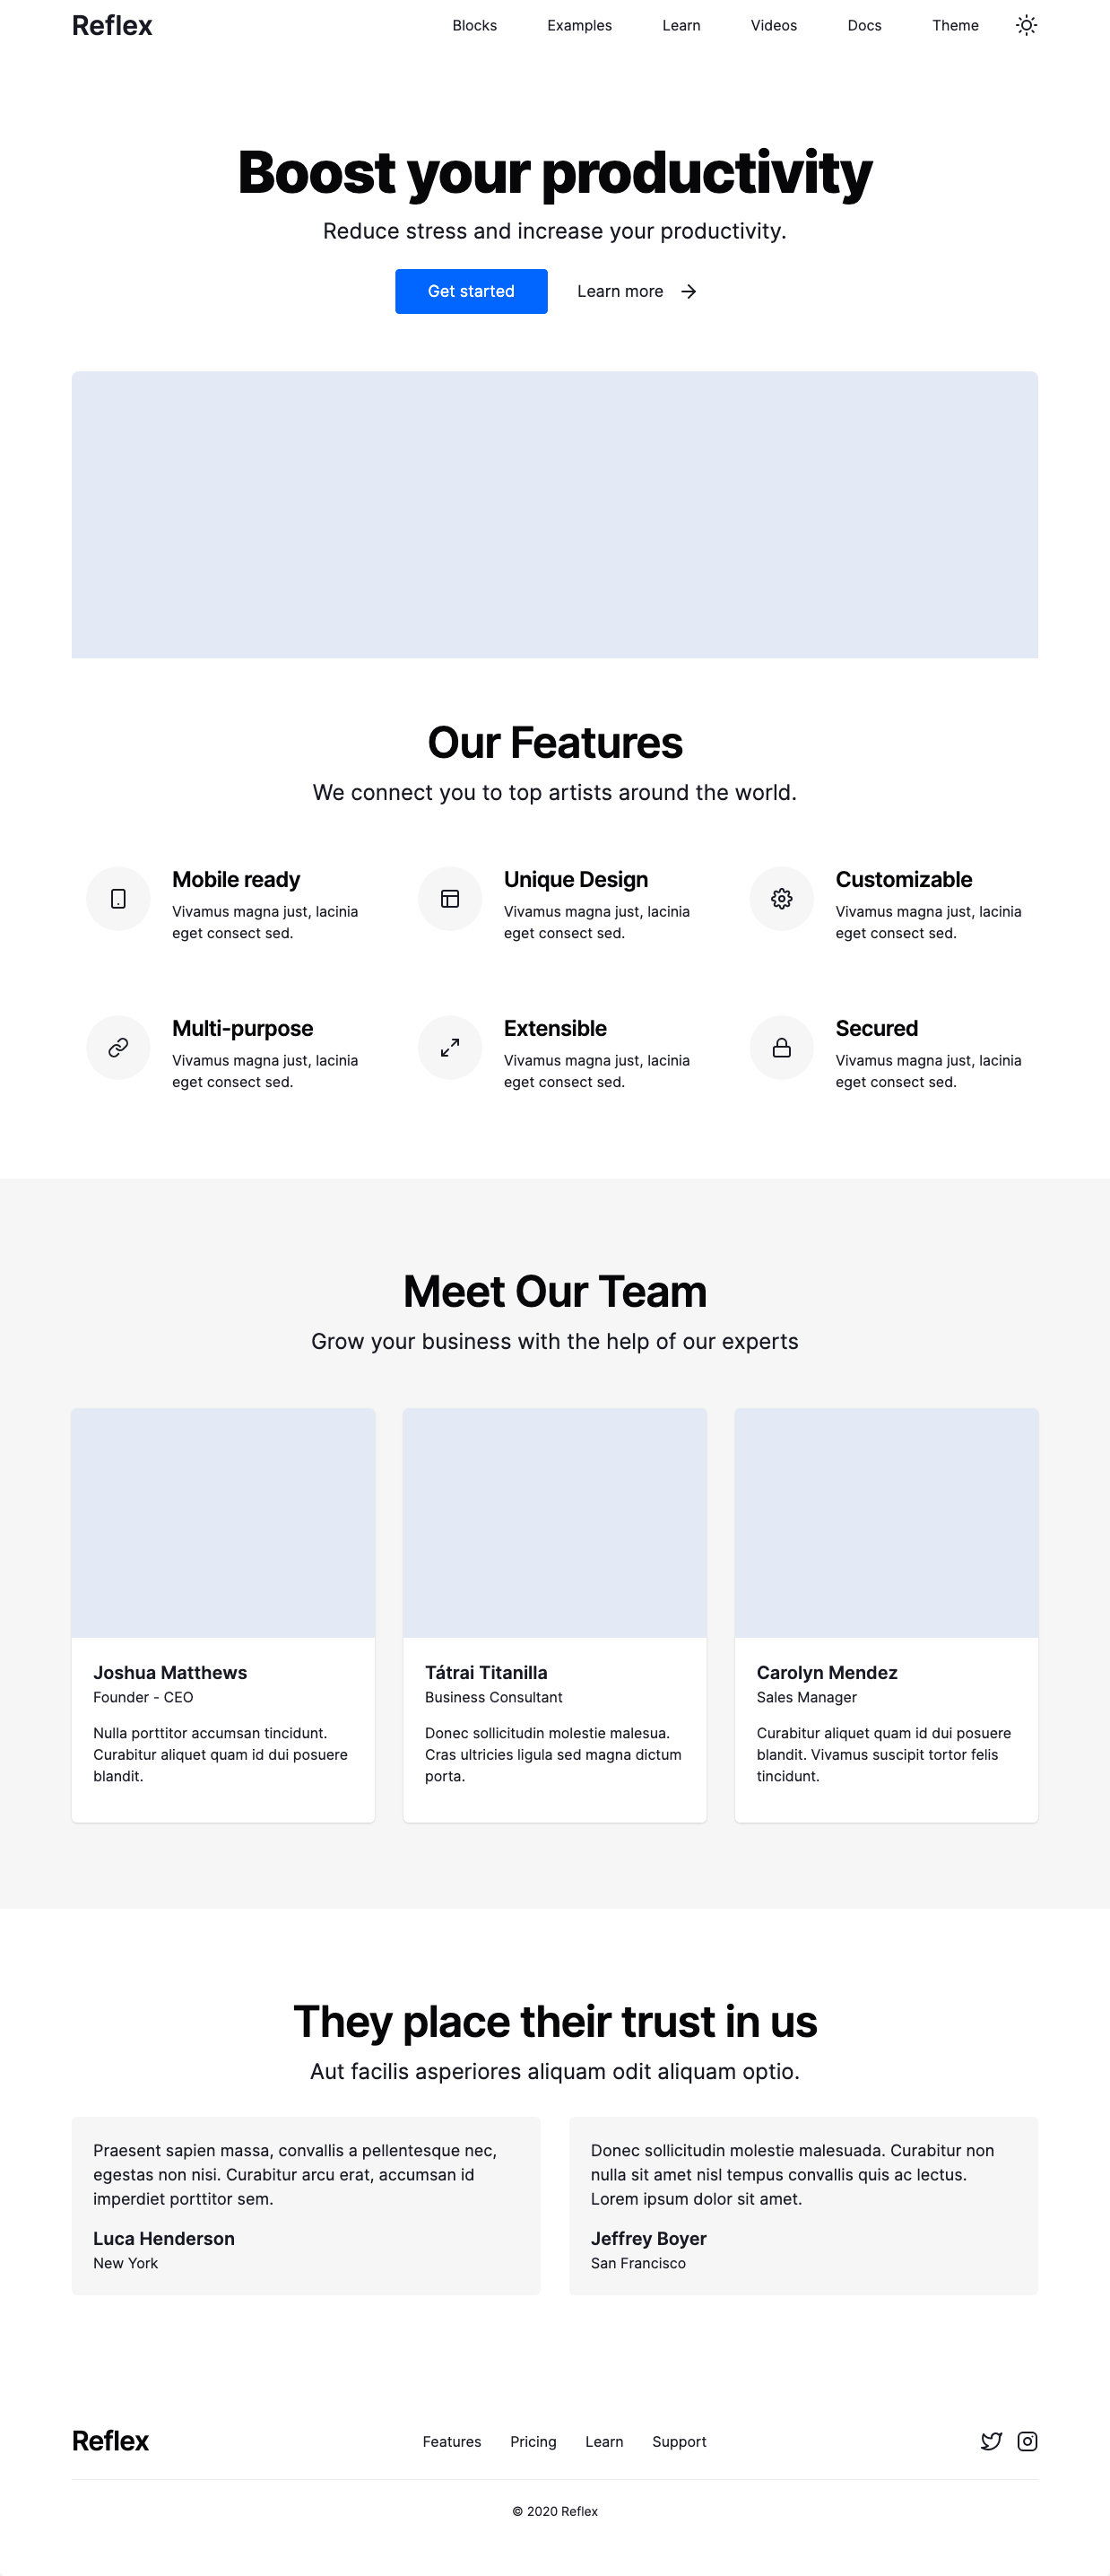 Reflex
Blocks
Examples
Learn
Videos
Docs
Theme
Boost your productivity
Reduce stress and increase your productivity.
Get started
Learn more
Our Features
We connect you to top artists around the world.
Mobile ready
Vivamus magna just, lacinia
eget consect sed.
Unique Design
Vivamus magna just, lacinia
eget consect sed.
Customizable
Vivamus magna just, lacinia
eget consect sed.
Multi-purpose
Vivamus magna just, lacinia
eget consect sed.
Extensible
Vivamus magna just, lacinia
eget consect sed.
Secured
Vivamus magna just, lacinia
eget consect sed.
Meet Our Team
Grow your business with the help of our experts
Joshua Matthews
Founder - CEO
Nulla porttitor accumsan tincidunt.
Curabitur aliquet quam id dui posuere
blandit.
Tátrai Titanilla
Business Consultant
Donec sollicitudin molestie malesua.
Cras ultricies ligula sed magna dictum
porta.
Carolyn Mendez
Sales Manager
Curabitur aliquet quam id dui posuere
blandit. Vivamus suscipit tortor felis
tincidunt.
They place their trust in us
Aut facilis asperiores aliquam odit aliquam optio.
Praesent sapien massa, convallis a pellentesque nec,
egestas non nisi. Curabitur arcu erat, accumsan id
imperdiet porttitor sem.
Luca Henderson
New York
Donec sollicitudin molestie malesuada. Curabitur non
nulla sit amet nisl tempus convallis quis ac lectus.
Lorem ipsum dolor sit amet.
Jeffrey Boyer
San Francisco
Reflex
Features
Pricing
Learn
Support
© 2020 Reflex